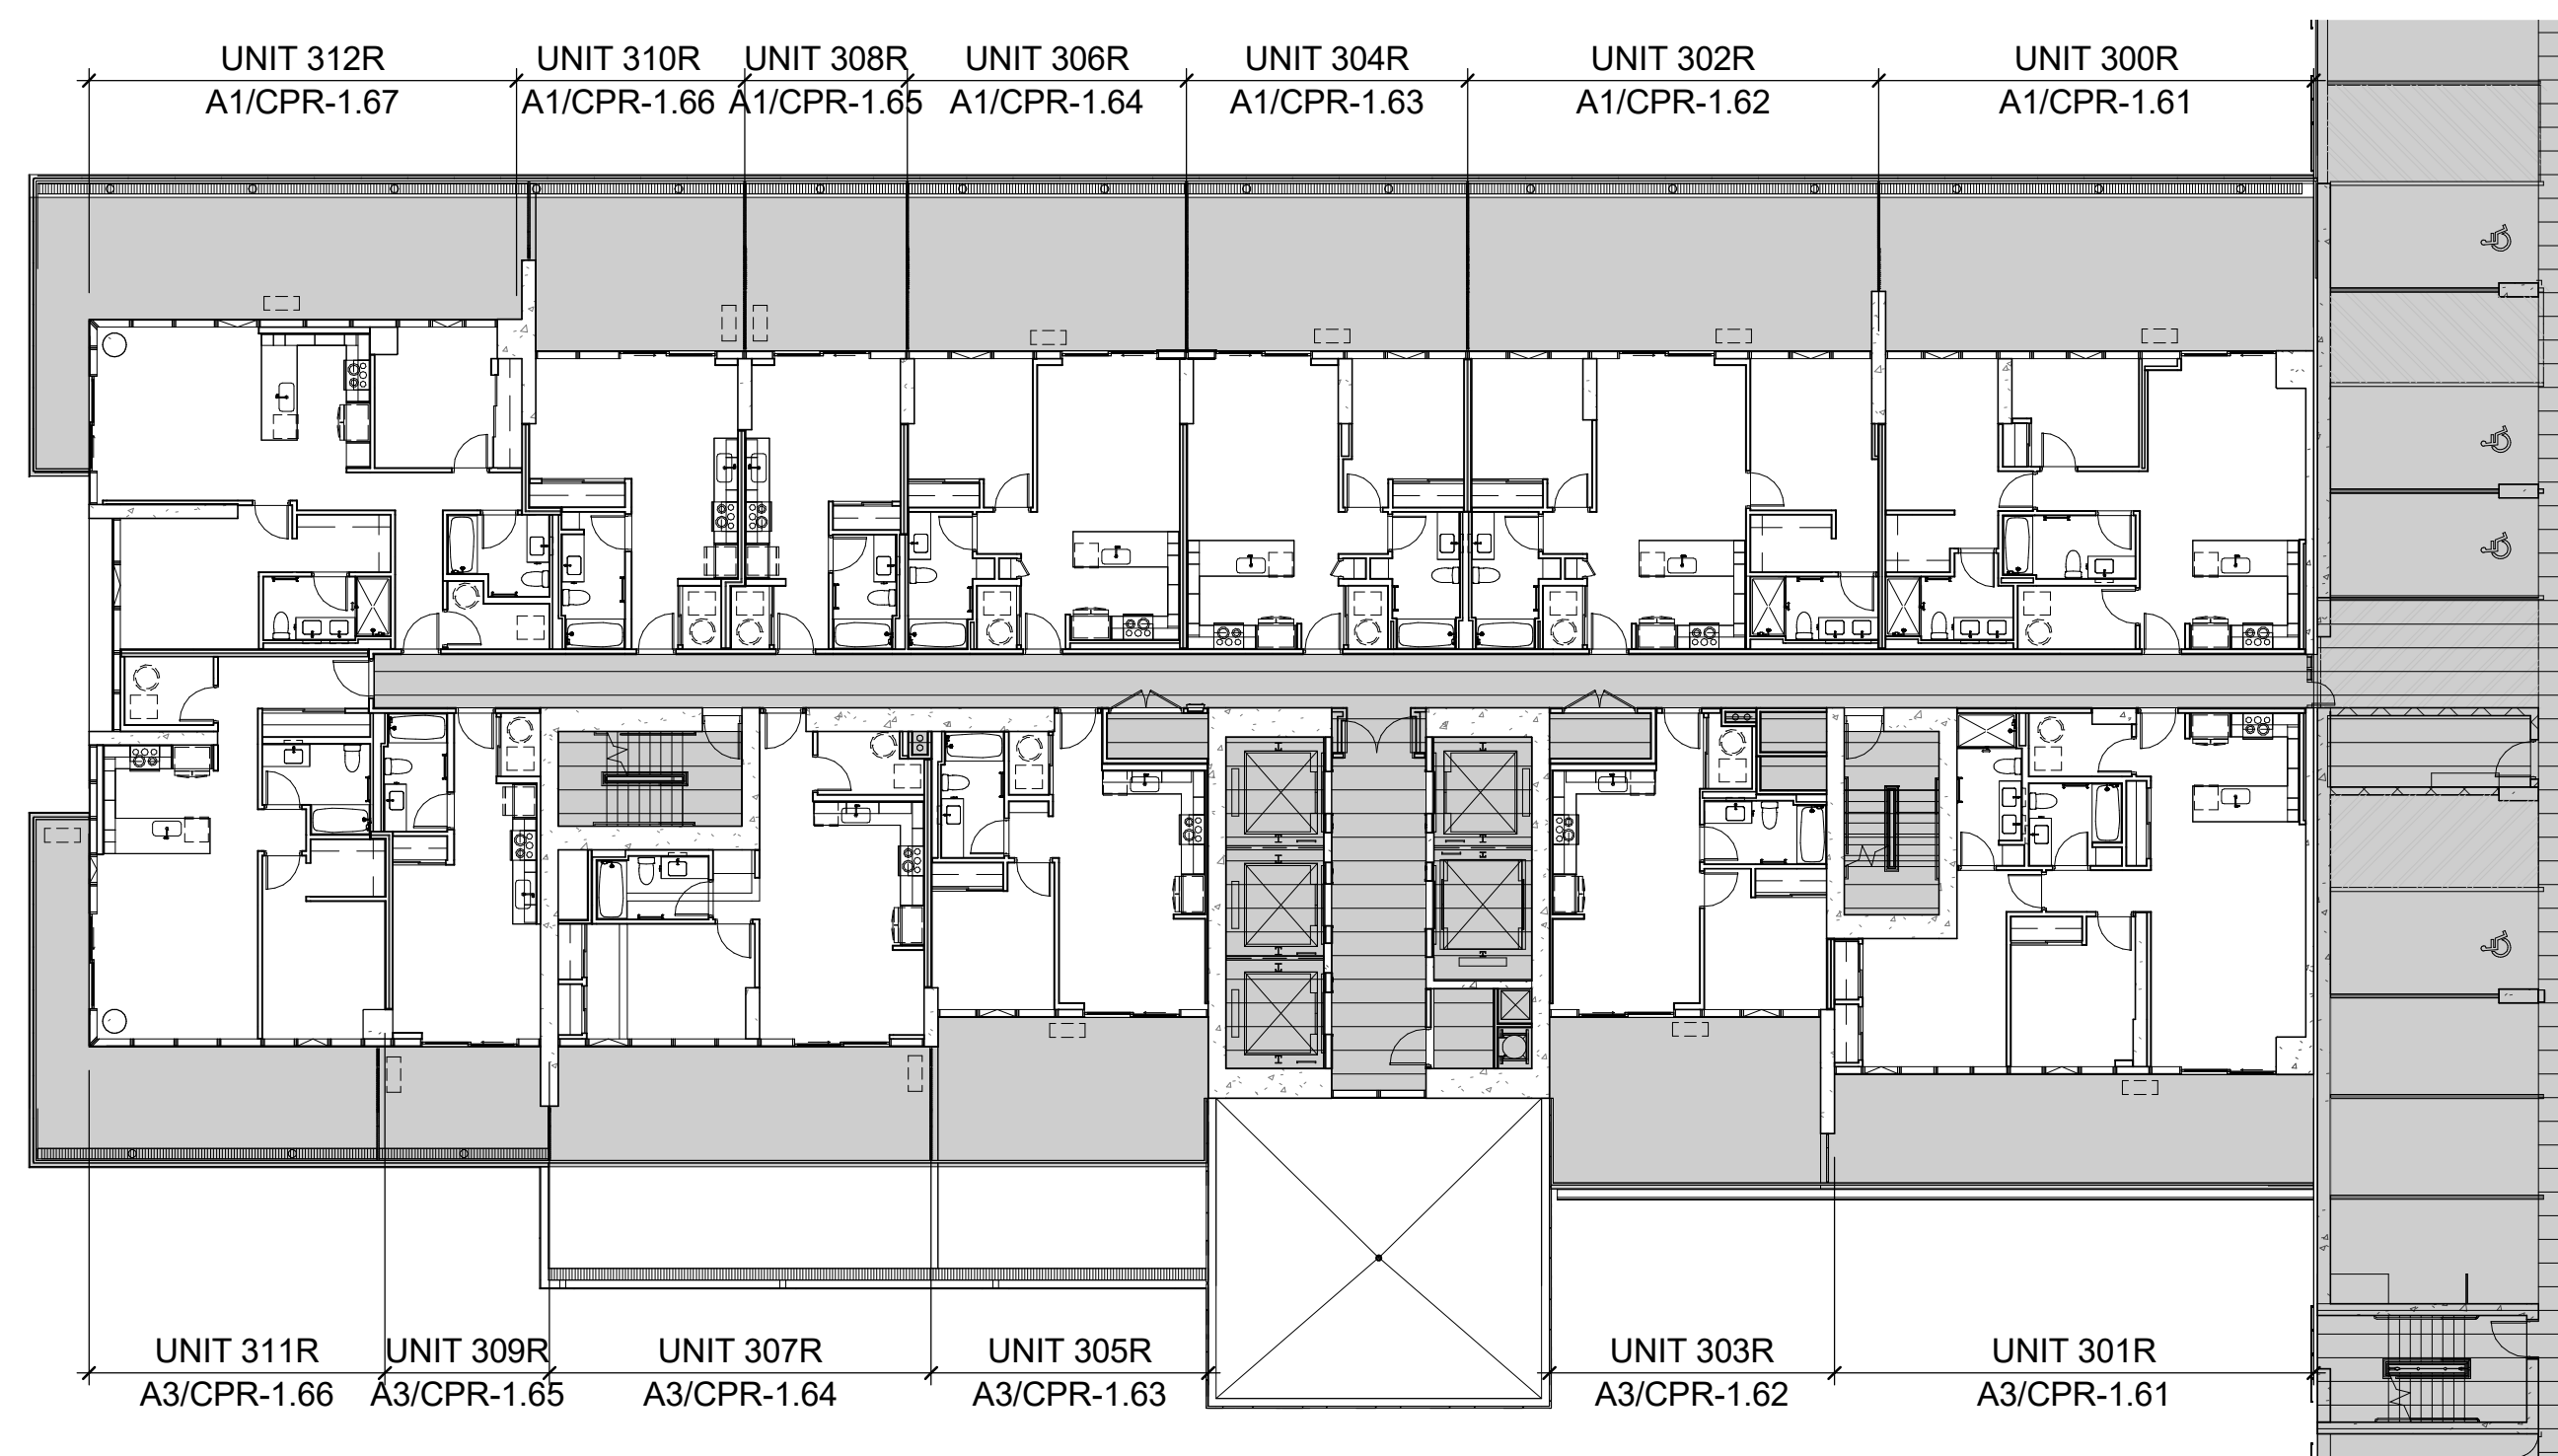 UNIT 312R
A1/CPR-1.67
UNIT 310R
A1/CPR-1.66
UNIT 308R
A1/CPR-1.65
UNIT 306R
A1/CPR-1.64
UNIT 304R
A1/CPR-1.63
UNIT 302R
A1/CPR-1.62
UNIT 300R
A1/CPR-1.61
UNIT 311R
A3/CPR-1.66
UNIT 309R
A3/CPR-1.65
UNIT 307R
A3/CPR-1.64
UNIT 305R
A3/CPR-1.63
UNIT 303R
A3/CPR-1.62
UNIT 301R
A3/CPR-1.61